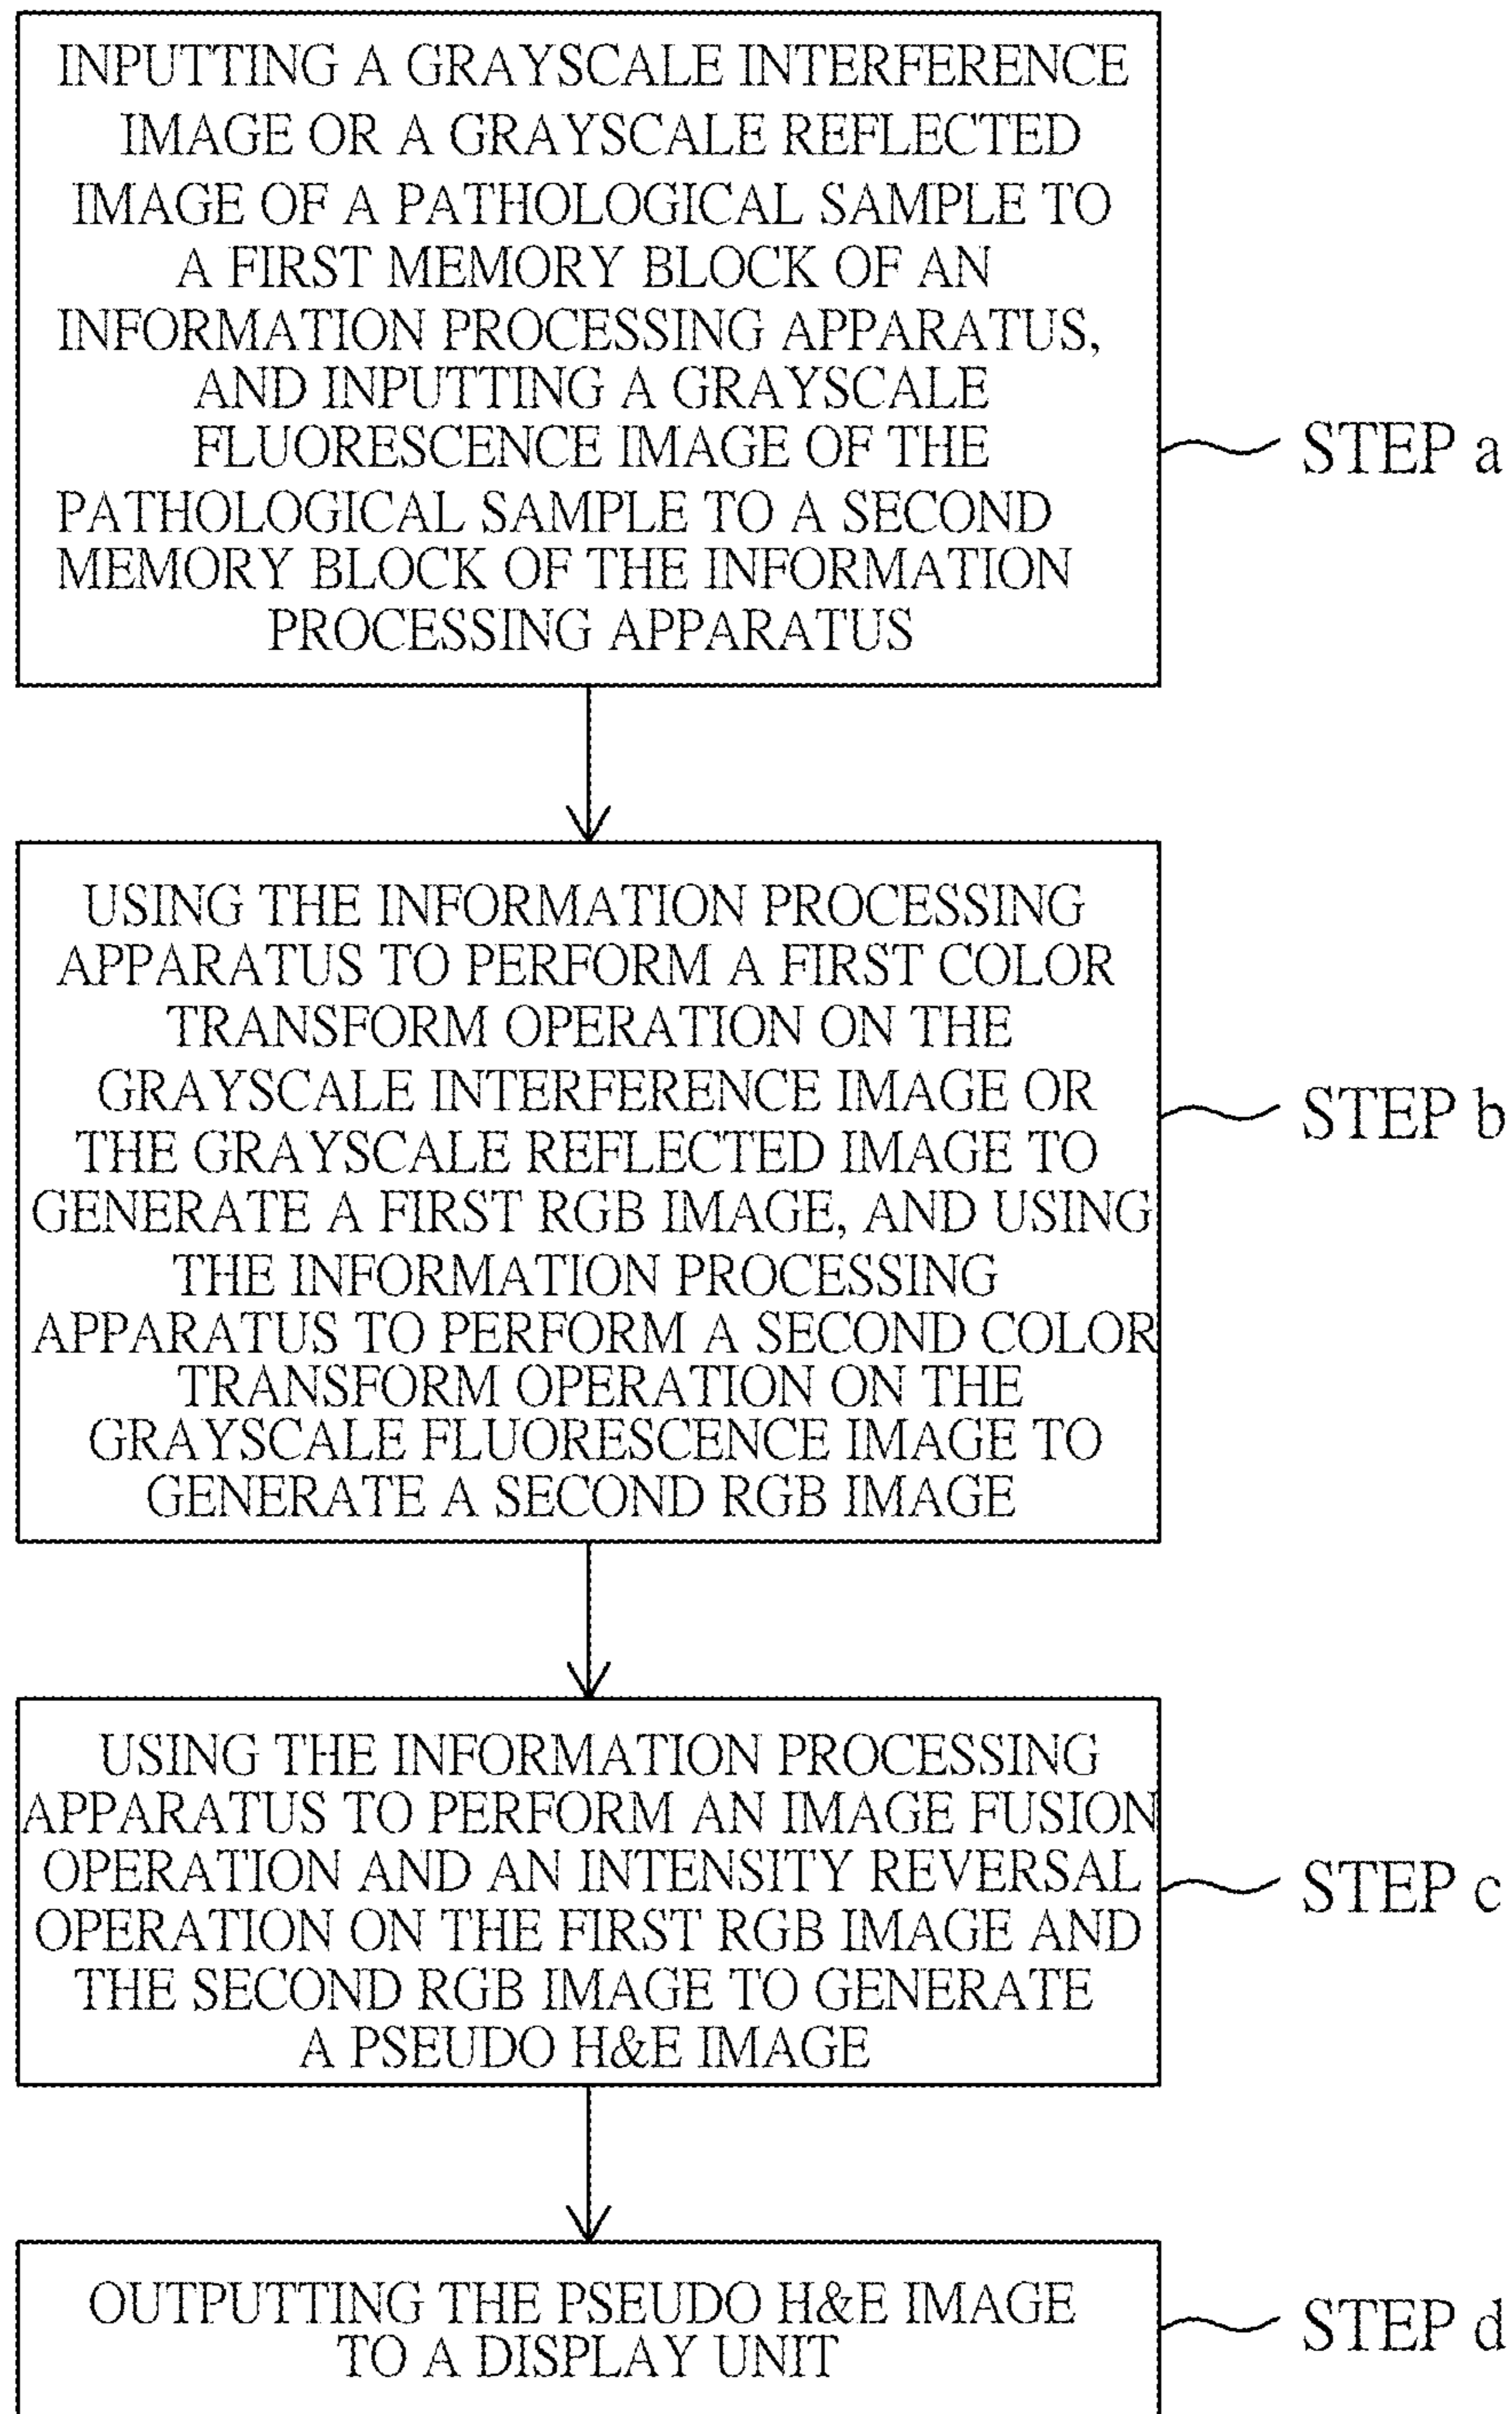 INPUTTING A GRAYSCALE INTERFERENCE
IMAGE OR A GRAYSCALE REFLECTED
IMAGE OF A PATHOLOGICAL SAMPLE TO
A FIRST MEMORY BLOCK OF AN
INFORMATION PROCESSING APPARATUS,
AND INPUTTING A GRAYSCALE
FLUORESCENCE IMAGE OF THE
PATHOLOGICAL SAMPLE TO A SECOND
MEMORY BLOCK OF THE INFORMATION
PROCESSING APPARATUS
STEP a
USING THE INFORMATION PROCESSING
APPARATUS TO PERFORM A FIRST COLOR
TRANSFORM OPERATION ON THE
GRAYSCALE INTERFERENCE IMAGE OR
THE GRAYSCALE REFLECTED IMAGE TO
GENERATE A FIRST RGB IMAGE, AND USING
THE INFORMATION PROCESSING
APPARATUS TO PERFORM A SECOND COLOR
TRANSFORM OPERATION ON THE
GRAYSCALE FLUORESCENCE IMAGE TO
GENERATE A SECOND RGB IMAGE
STEP b
USING THE INFORMATION PROCESSING
APPARATUS TO PERFORM AN IMAGE FUSION
OPERATION AND AN INTENSITY REVERSAL
OPERATION ON THE FIRST RGB IMAGE AND
THE SECOND RGB IMAGE TO GENERATE
A PSEUDO H&E IMAGE
STEP c
OUTPUTTING THE PSEUDO H&E IMAGE
TO A DISPLAY UNIT
STEP d